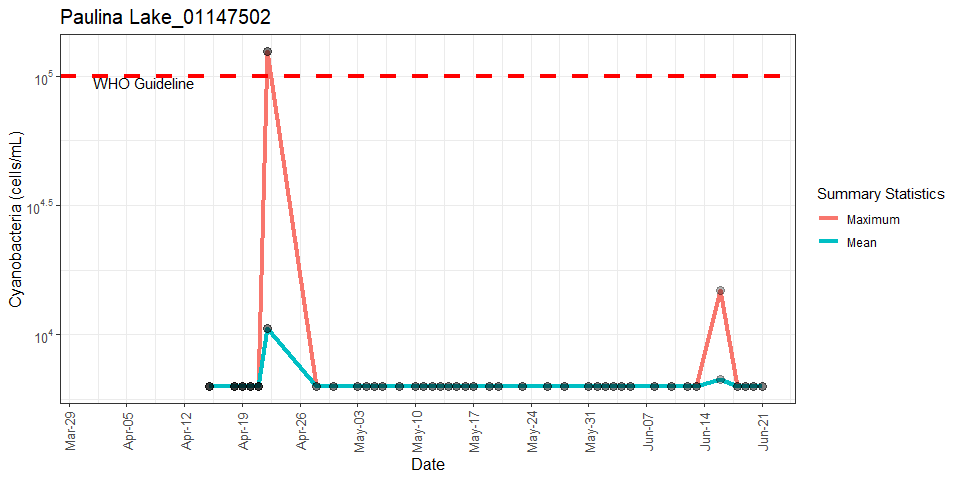 Paulina Lake_01147502
Cyanobacteria (cells/mL)
10^5
10^4.5
10^4
WHO Guideline
Mar-29
Apr-05
Apr-12
Apr-19
Apr-26
May-03
May-10
May-17
May-24
May-31
Jun-07
Jun-14
Jun-21
Date
Summary Statistics
Maximum
Mean